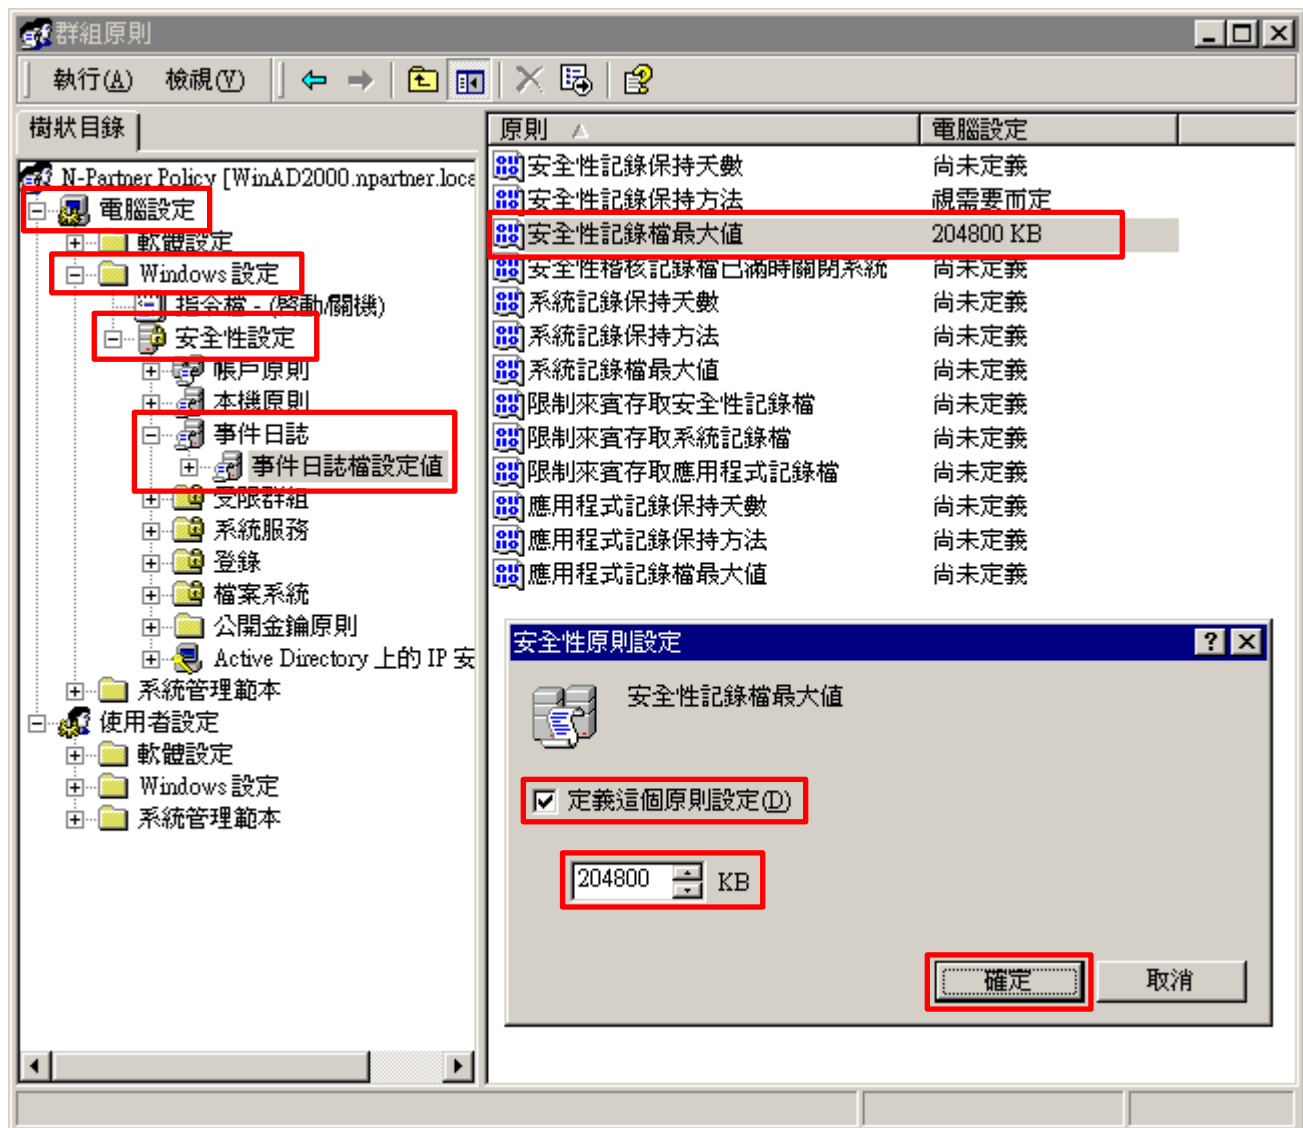 群組原則
執行(A) 檢視(V)
樹狀目錄
N-Partner Policy [WinAD2000.npartner.loca
電腦設定
軟體設定
Windows 設定
指令檔 - (啓動/關機)
安全性設定
帳戶原則
本機原則
事件日誌
事件日誌檔設定值
受限群組
系統服務
登錄
檔案系統
公開金鑰原則
Active Directory 上的 IP 安
系統管理範本
使用者設定
軟體設定
Windows 設定
系統管理範本
原則 電腦設定
安全性記錄保持天數 尚未定義
安全性記錄保持方法 視需要而定
安全性記錄檔最大值 204800 KB
安全性稽核記錄檔已滿時關閉系統 尚未定義
系統記錄保持天數 尚未定義
系統記錄保持方法 尚未定義
系統記錄檔最大值 尚未定義
限制來賓存取安全性記錄檔 尚未定義
限制來賓存取系統記錄檔 尚未定義
限制來賓存取應用程式記錄檔 尚未定義
應用程式記錄保持天數 尚未定義
應用程式記錄保持方法 尚未定義
應用程式記錄檔最大值 尚未定義
安全性原則設定
安全性記錄檔最大值
定義這個原則設定(D)
204800 KB
確定 取消